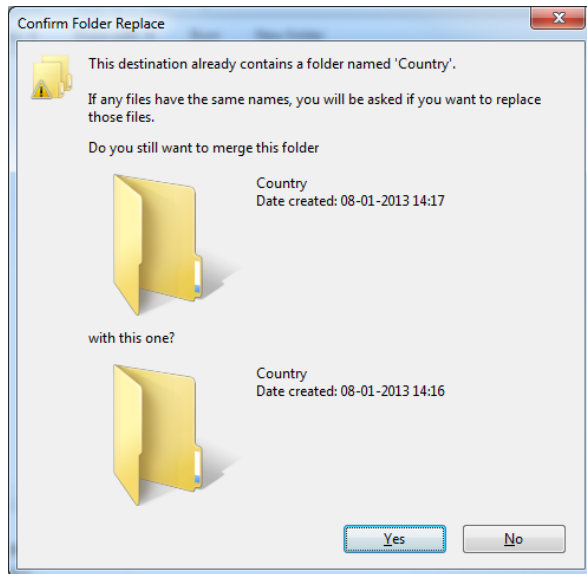 Confirm Folder Replace
This destination already contains a folder named 'Country'.
If any files have the same names, you will be asked if you want to replace
those files.
Do you still want to merge this folder
Country
Date created: 08-01-2013 14:17
with this one?
Country
Date created: 08-01-2013 14:16
Yes
No